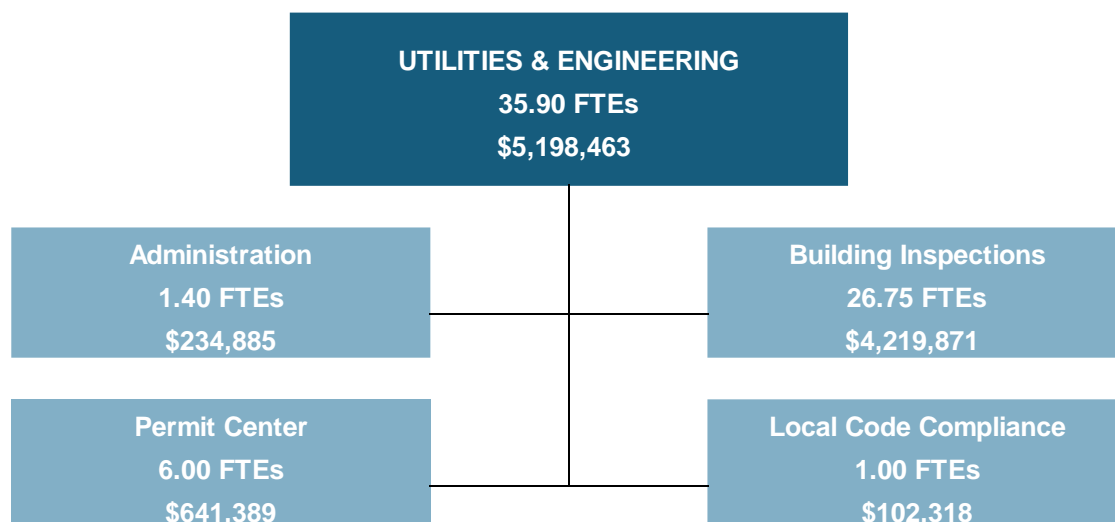 UTILITIES & ENGINEERING
35.90 FTEs
$5,198,463
Administration
1.40 FTEs
$234,885
Building Inspections
26.75 FTEs
$4,219,871
Permit Center
6.00 FTEs
$641,389
Local Code Compliance
1.00 FTEs
$102,318